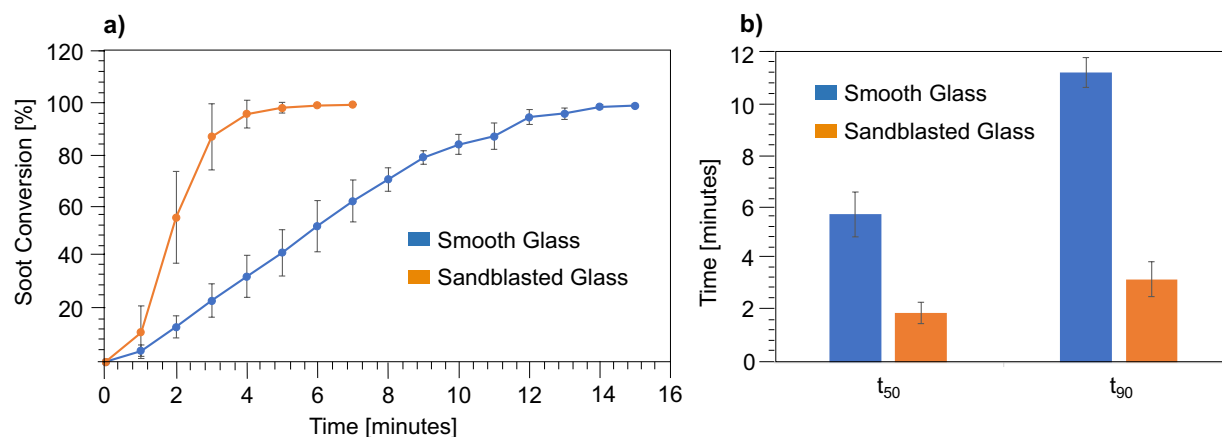 a)
Soot Conversion [%]
120
100
80
60
40
20
0 2 4 6 8 10 12 14 16
Time [minutes]
Smooth Glass
Sandblasted Glass
b)
Time [minutes]
12
10
8
6
4
2
0
Smooth Glass
Sandblasted Glass
t₅₀ t₉₀